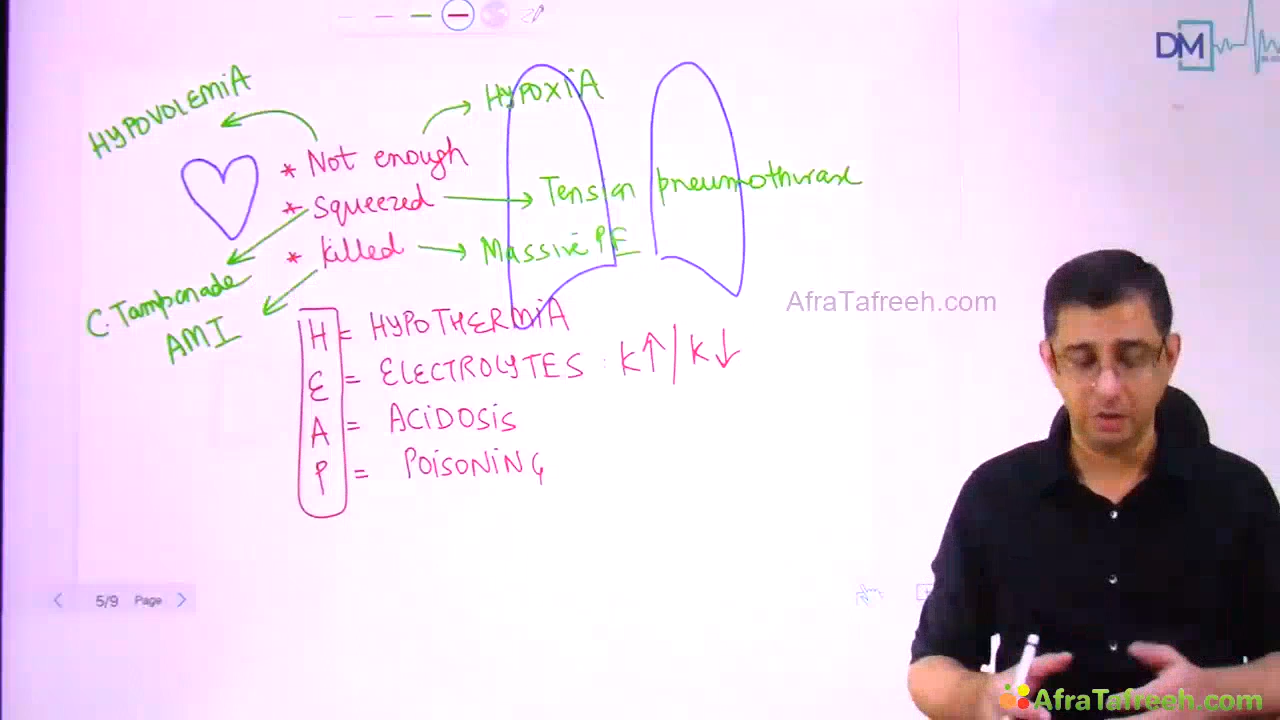 DM
HYPOVOLEMIA
HYPOXIA
* Not enough
* Squeezed
Tension pneumothorax
* Killed
Massive PE
C. Tamponade
AMI
H = HYPOTHERMIA
E = ELECTROLYTES : K↑ / K↓
A = ACIDOSIS
P = POISONING
AfraTafreeh.com
5/9 Page
AfraTafreeh.com